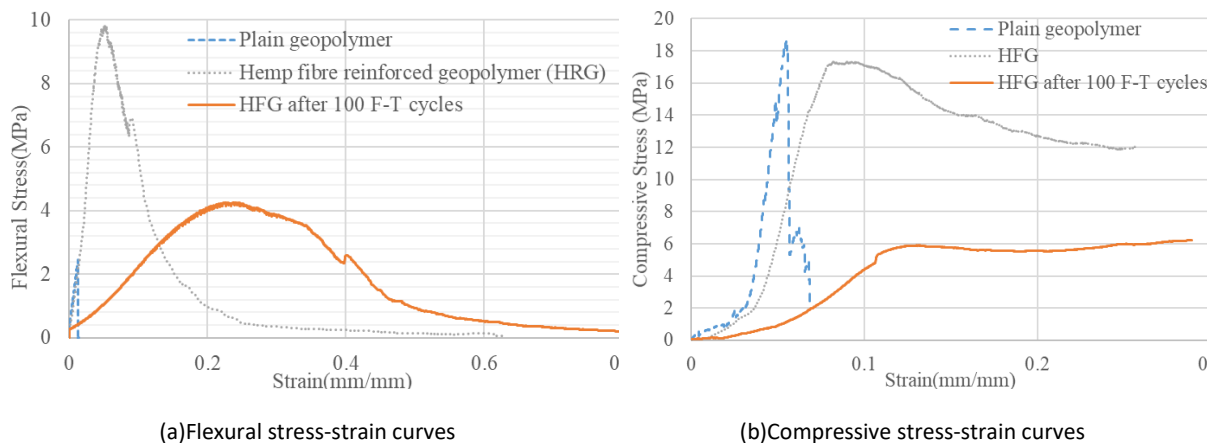 10
8
6
4
2
0
Flexural Stress(MPa)
Plain geopolymer
Hemp fibre reinforced geopolymer (HRG)
HFG after 100 F-T cycles
0
0.2
0.4
0.6
0
Strain(mm/mm)
(a)Flexural stress-strain curves
20
18
16
14
12
10
8
6
4
2
0
Compressive Stress (MPa)
Plain geopolymer
HFG
HFG after 100 F-T cycles
0
0.1
0.2
0
Strain(mm/mm)
(b)Compressive stress-strain curves